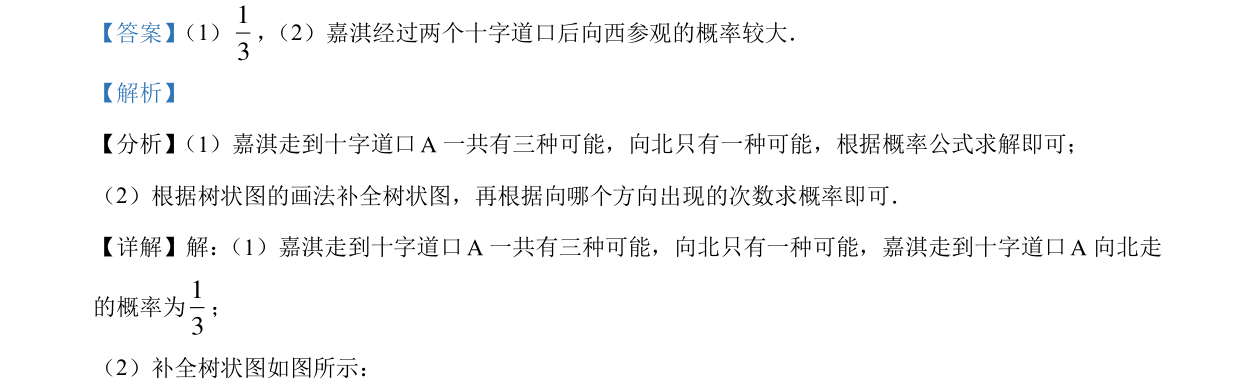 【答案】（1）1/3，（2）嘉淇经过两个十字道口后向西参观的概率较大．
【解析】
【分析】（1）嘉淇走到十字道口 A 一共有三种可能，向北只有一种可能，根据概率公式求解即可；
（2）根据树状图的画法补全树状图，再根据向哪个方向出现的次数求概率即可．
【详解】解：（1）嘉淇走到十字道口 A 一共有三种可能，向北只有一种可能，嘉淇走到十字道口 A 向北走
的概率为1/3；
（2）补全树状图如图所示：